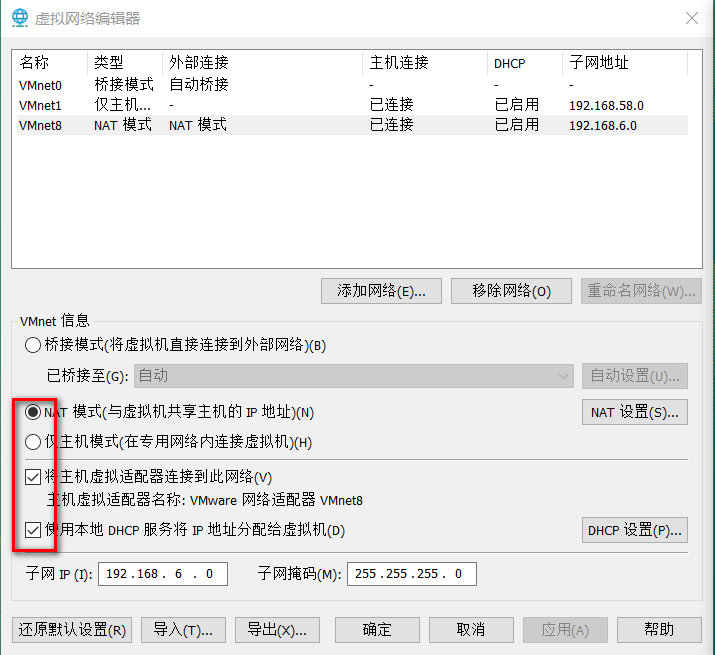 虚拟网络编辑器
名称 类型 外部连接 主机连接 DHCP 子网地址
VMnet0 桥接模式 自动桥接 - - -
VMnet1 仅主机... - 已连接 已启用 192.168.58.0
VMnet8 NAT 模式 NAT 模式 已连接 已启用 192.168.6.0
添加网络(E)... 移除网络(O) 重命名网络(W)...
VMnet 信息
桥接模式(将虚拟机直接连接到外部网络)(B)
已桥接至(G): 自动 自动设置(U)...
NAT 模式(与虚拟机共享主机的 IP 地址)(N) NAT 设置(S)...
仅主机模式(在专用网络内连接虚拟机)(H)
将主机虚拟适配器连接到此网络(V)
主机虚拟适配器名称: VMware 网络适配器 VMnet8
使用本地 DHCP 服务将 IP 地址分配给虚拟机(D) DHCP 设置(P)...
子网 IP (I): 192.168. 6 . 0 子网掩码(M): 255.255.255. 0
还原默认设置(R) 导入(T)... 导出(X)... 确定 取消 应用(A) 帮助